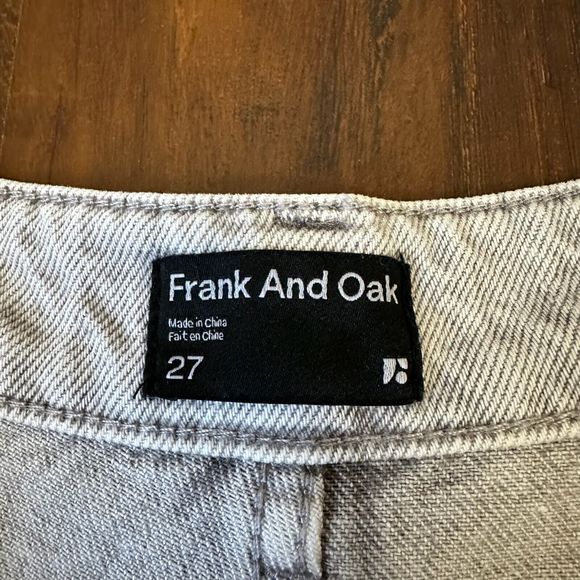 Frank And Oak
Made in China
Fait en Chine
27